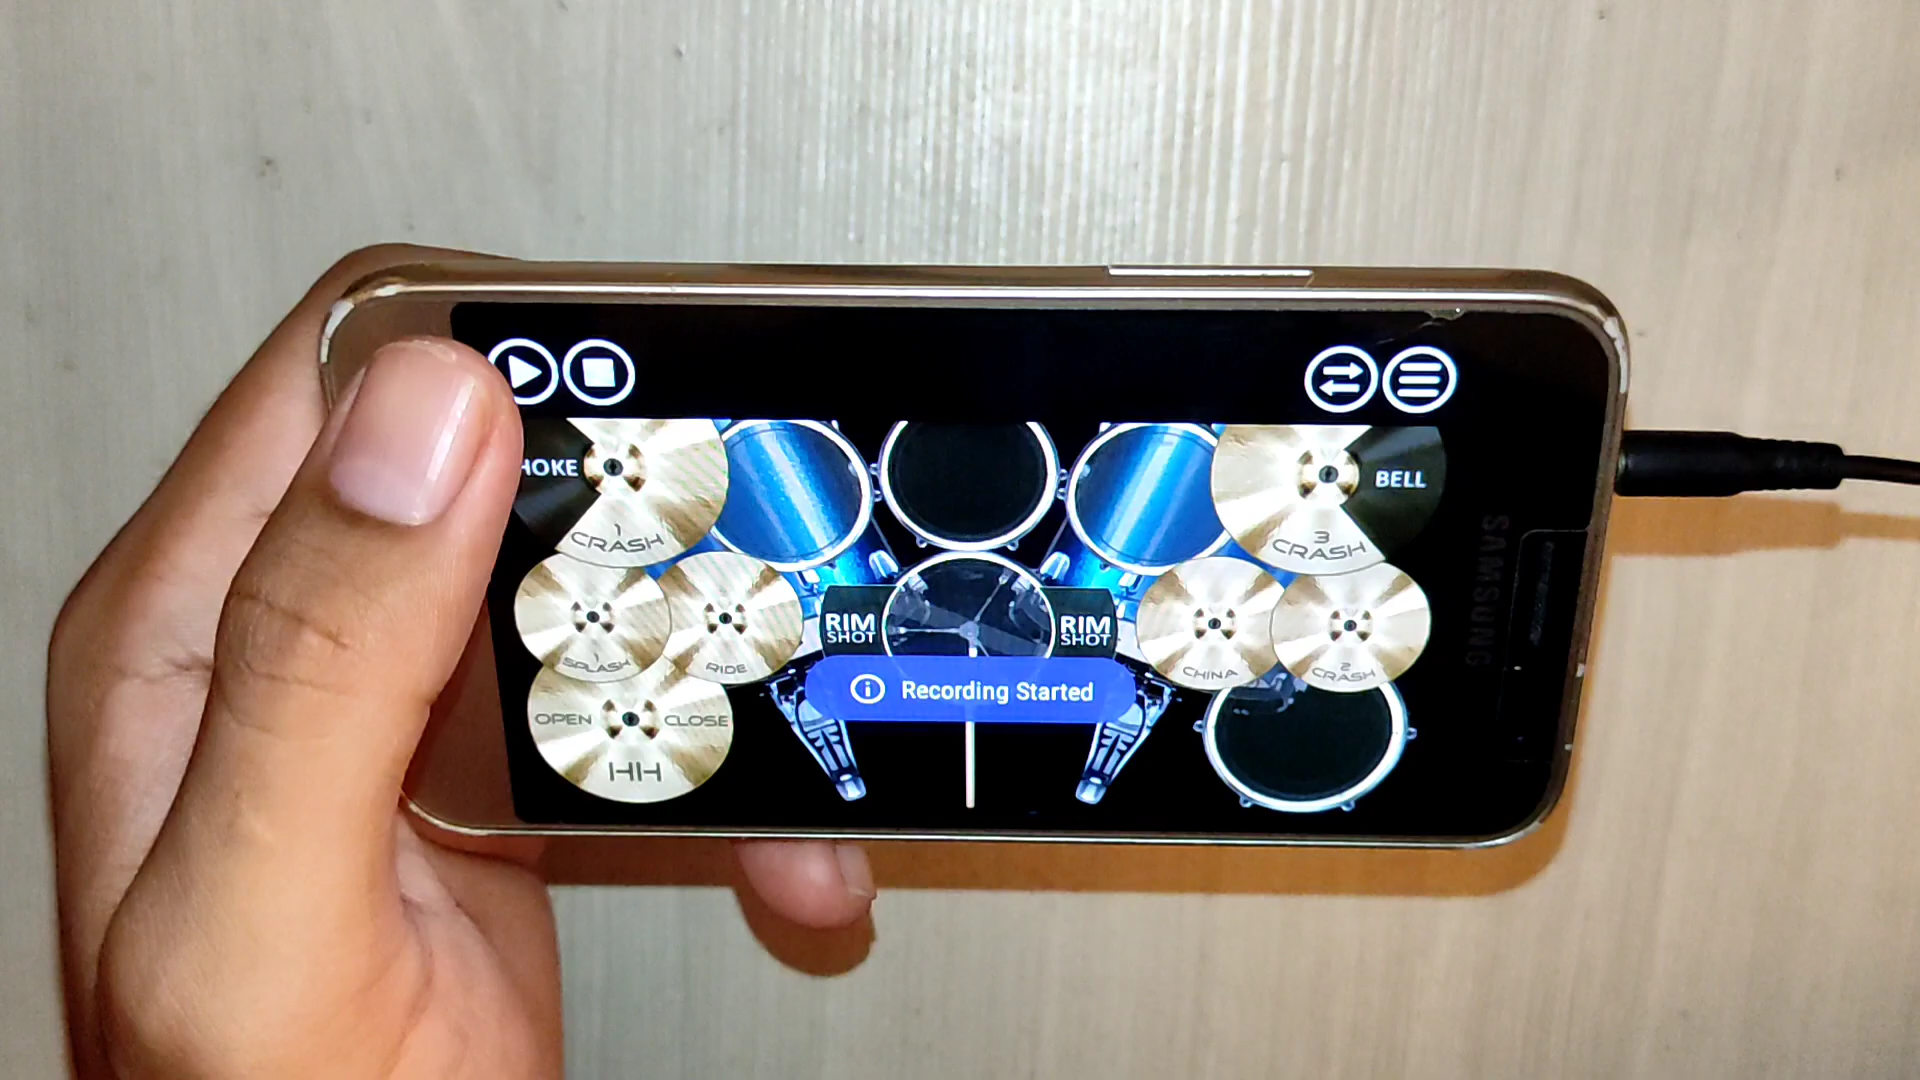 HOKE
BELL
1
CRASH
3
CRASH
SPLASH
RIDE
RIM
SHOT
RIM
SHOT
CHINA
2
CRASH
Recording Started
OPEN
CLOSE
HH
SAMSUNG